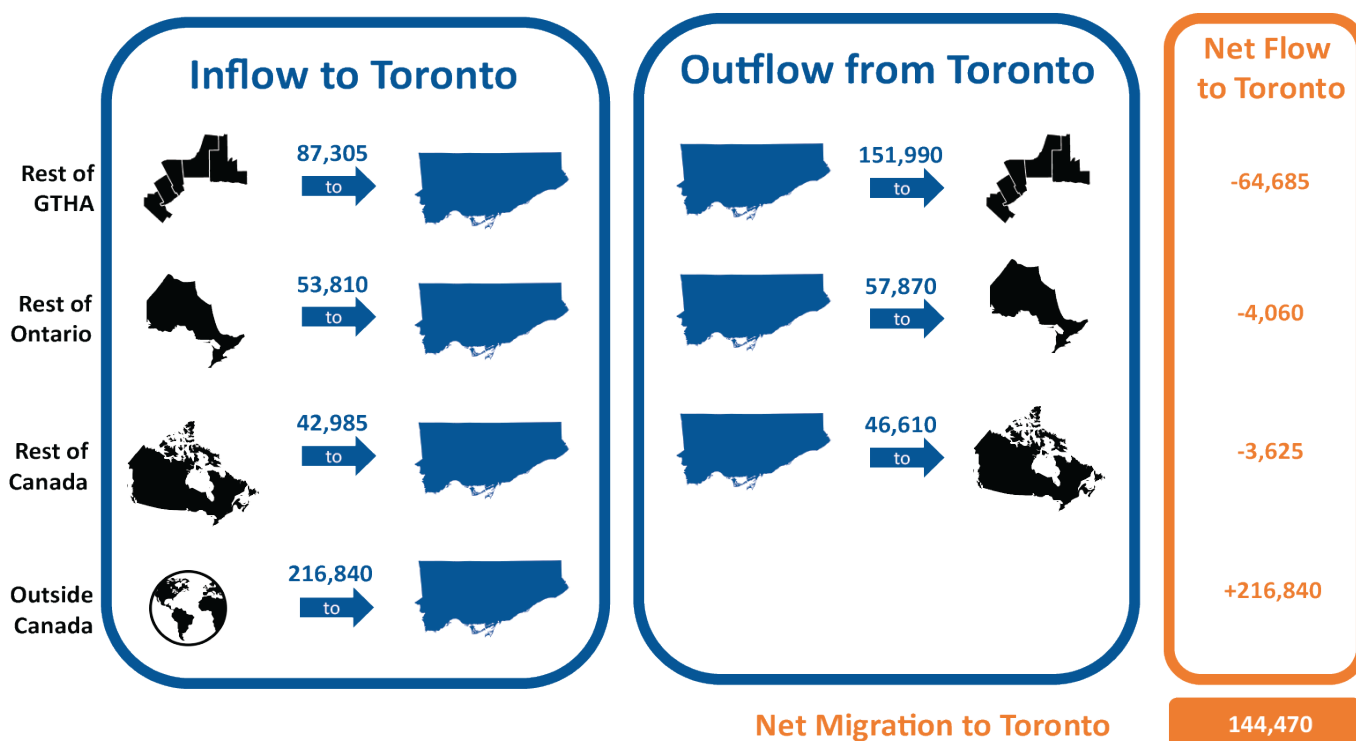 Inflow to Toronto
Outflow from Toronto
Net Flow
to Toronto
Rest of
GTHA
87,305
to
151,990
to
-64,685
Rest of
Ontario
53,810
to
57,870
to
-4,060
Rest of
Canada
42,985
to
46,610
to
-3,625
Outside
Canada
216,840
to
+216,840
Net Migration to Toronto
144,470